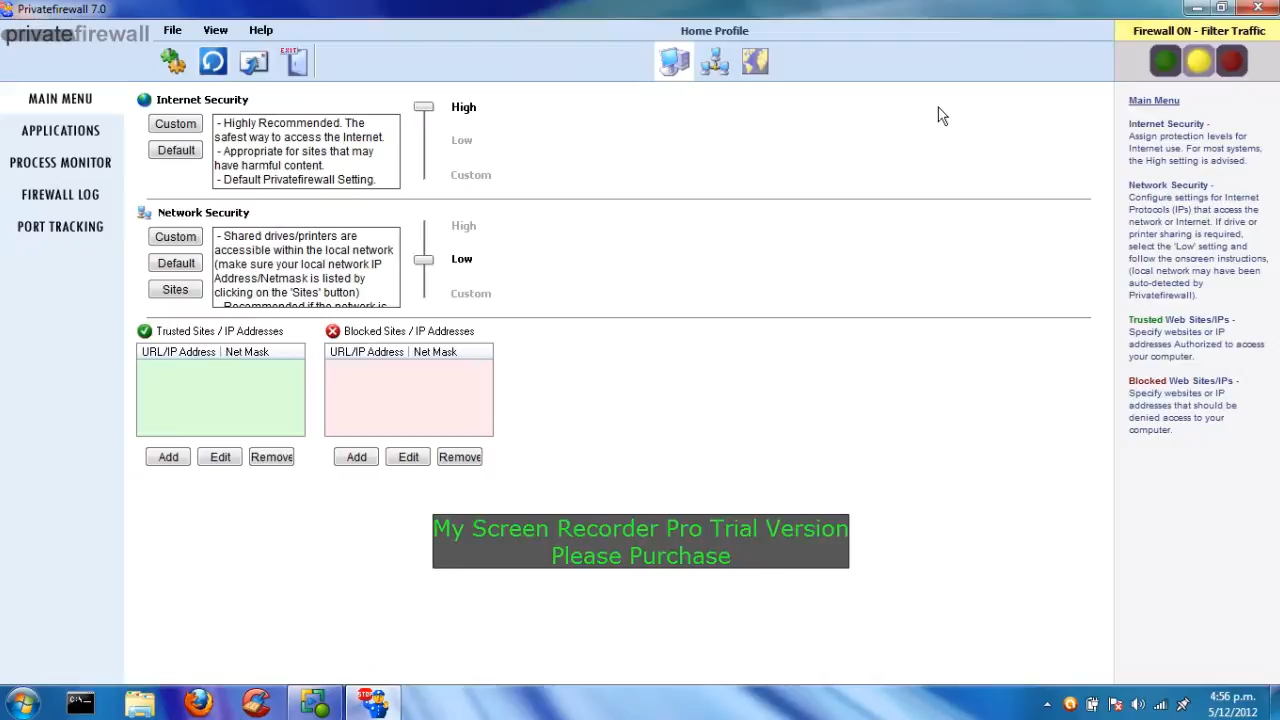 Privatefirewall 7.0
privatefirewall
File View Help
Home Profile
Firewall ON - Filter Traffic
EXIT
MAIN MENU
APPLICATIONS
PROCESS MONITOR
FIREWALL LOG
PORT TRACKING
Internet Security
Custom
Default
- Highly Recommended. The
safest way to access the Internet.
- Appropriate for sites that may
have harmful content.
- Default Privatefirewall Setting.
High
Low
Custom
Network Security
Custom
Default
Sites
- Shared drives/printers are
accessible within the local network
(make sure your local network IP
Address/Netmask is listed by
clicking on the 'Sites' button)
- Recommended if the network is
High
Low
Custom
Trusted Sites / IP Addresses
URL/IP Address Net Mask
Add Edit Remove
Blocked Sites / IP Addresses
URL/IP Address Net Mask
Add Edit Remove
My Screen Recorder Pro Trial Version
Please Purchase
Main Menu
Internet Security -
Assign protection levels for
Internet use. For most systems,
the High setting is advised.
Network Security -
Configure settings for Internet
Protocols (IPs) that access the
network or Internet. If drive or
printer sharing is required,
select the 'Low' setting and
follow the onscreen instructions,
(local network may have been
auto-detected by
Privatefirewall).
Trusted Web Sites/IPs -
Specify websites or IP
addresses Authorized to access
your computer.
Blocked Web Sites/IPs -
Specify websites or IP
addresses that should be
denied access to your
computer.
STOP
4:56 p.m.
5/12/2012